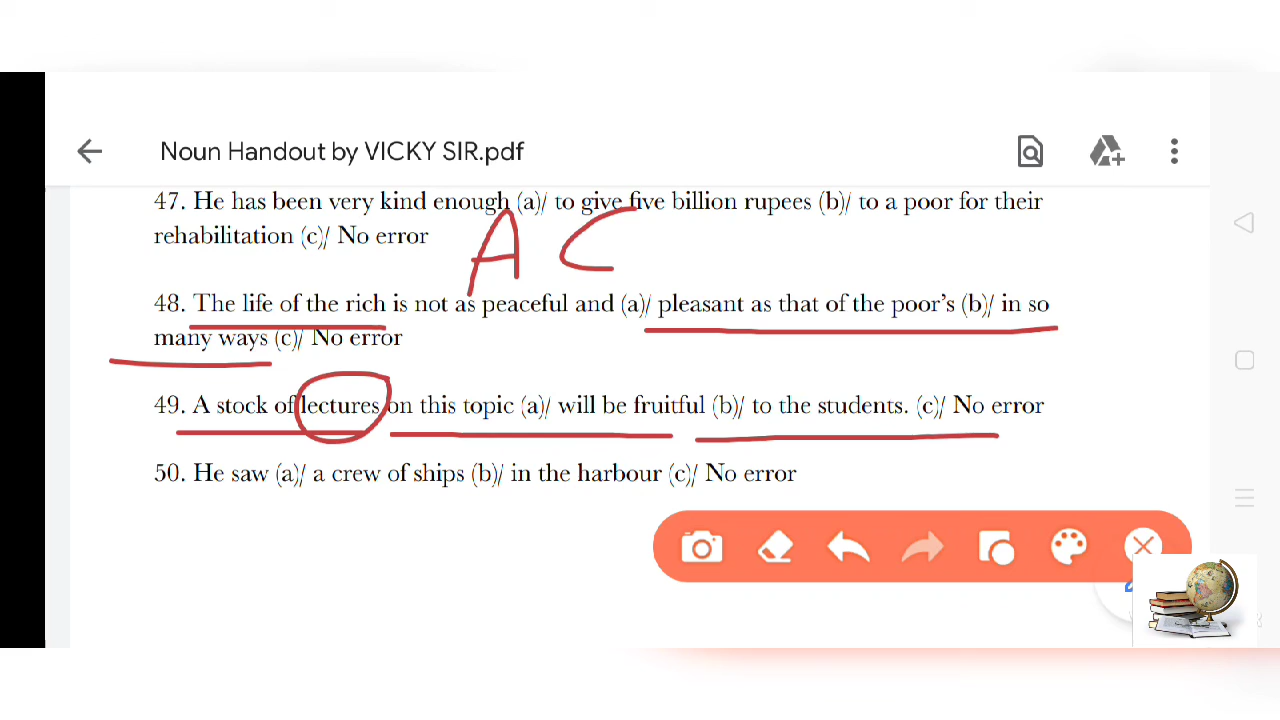 Noun Handout by VICKY SIR.pdf
47. He has been very kind enough (a)/ to give five billion rupees (b)/ to a poor for their
rehabilitation (c)/ No error
A C
48. The life of the rich is not as peaceful and (a)/ pleasant as that of the poor's (b)/ in so
many ways (c)/ No error
49. A stock of lectures on this topic (a)/ will be fruitful (b)/ to the students. (c)/ No error
50. He saw (a)/ a crew of ships (b)/ in the harbour (c)/ No error